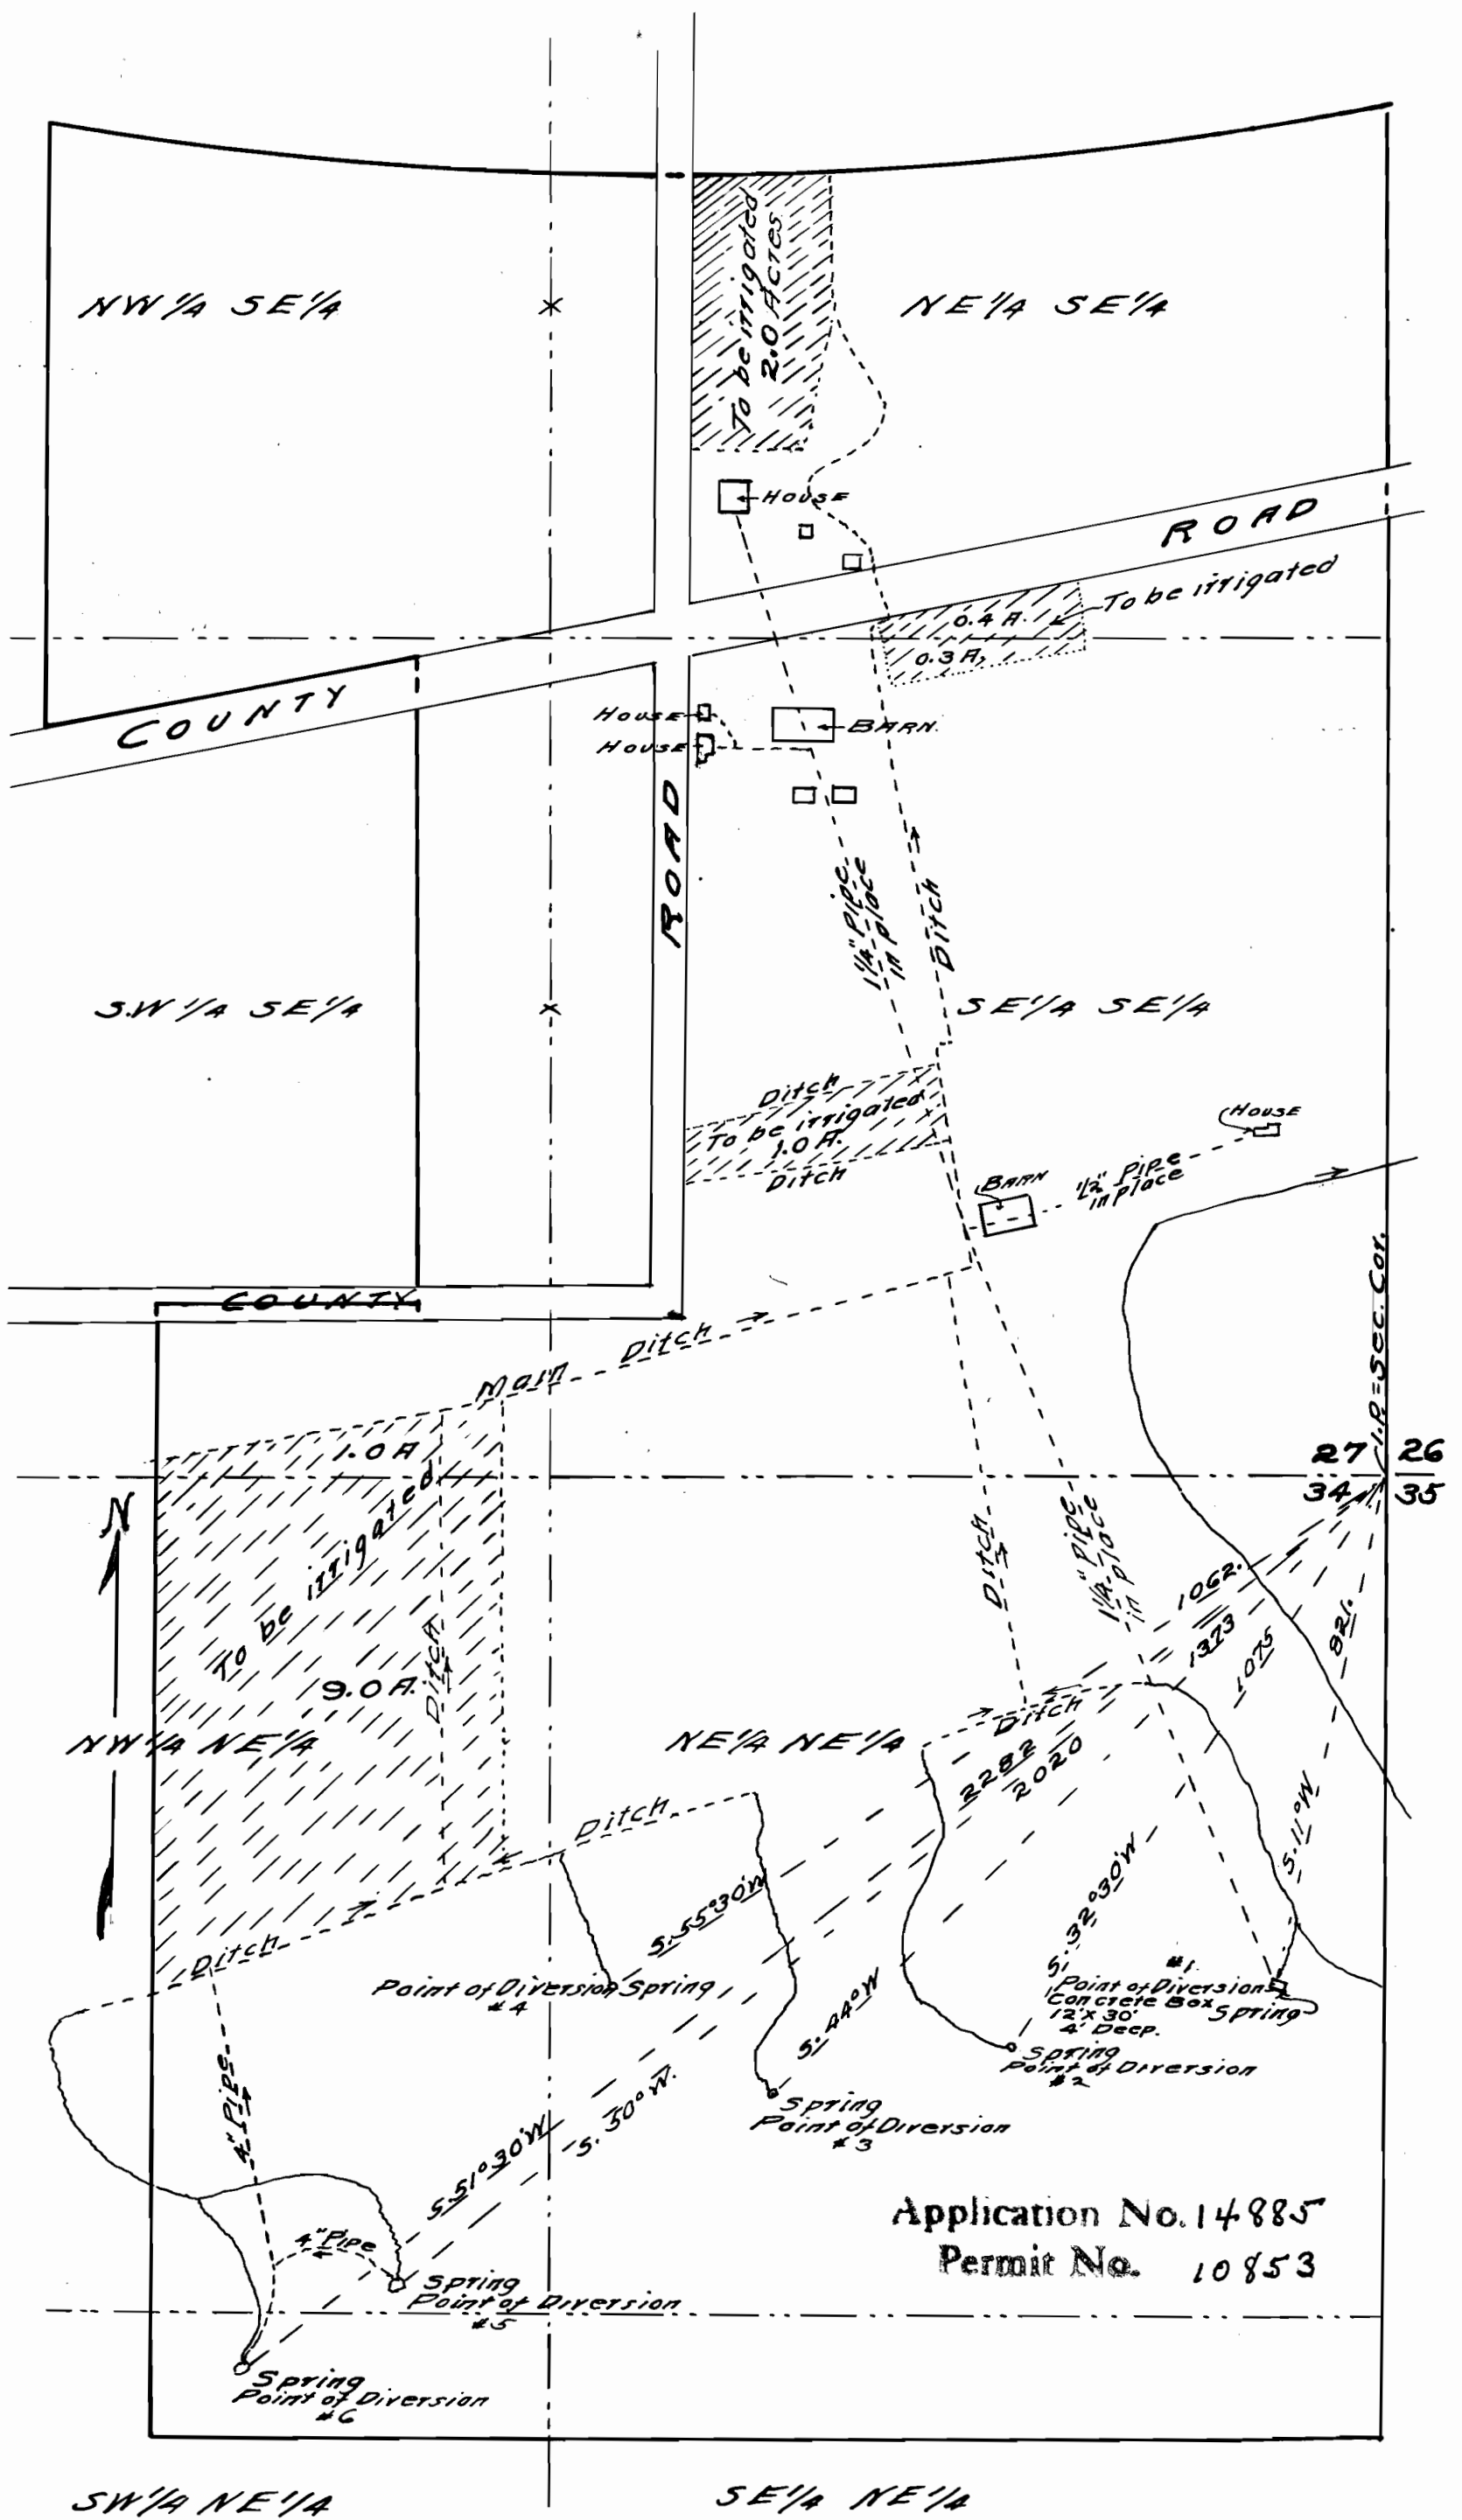 NW 1/4 SE 1/4
To be irrigated
2.0 Acres
NE 1/4 SE 1/4
HOUSE
ROAD
To be irrigated
0.4 A.
0.3 A.
COUNTY
HOUSE
HOUSE
BARN.
ROAD
1 1/4" Pipe
in place
Ditch
S.W 1/4 SE 1/4
SE 1/4 SE 1/4
Ditch
To be irrigated
1.0 A.
Ditch
HOUSE
BARN
1/2" Pipe
in place
COUNTY
Main Ditch
I.P. = Sec. Cor.
1.0 A
27 26
34 35
N
To be irrigated
9.0 A.
Ditch
Ditch
1 1/4" Pipe
in place
1062.
1373
1075
821.
NW 1/4 NE 1/4
NE 1/4 NE 1/4
Ditch
2282
2020
Ditch
S. 55°30'W
S. 32°30'W
S. 11°W
Ditch
Point of Diversion Spring
#4
S. 44°W
#1
Point of Diversion
Concrete Box Spring
12' x 30'
4' Deep.
Spring
Point of Diversion
#2
4" Pipe
Spring
Point of Diversion
#3
S. 51°30'W
S. 50°W.
4" Pipe
Spring
Point of Diversion
#5
Application No. 14885
Permit No. 10853
Spring
Point of Diversion
#6
SW 1/4 NE 1/4
SE 1/4 NE 1/4